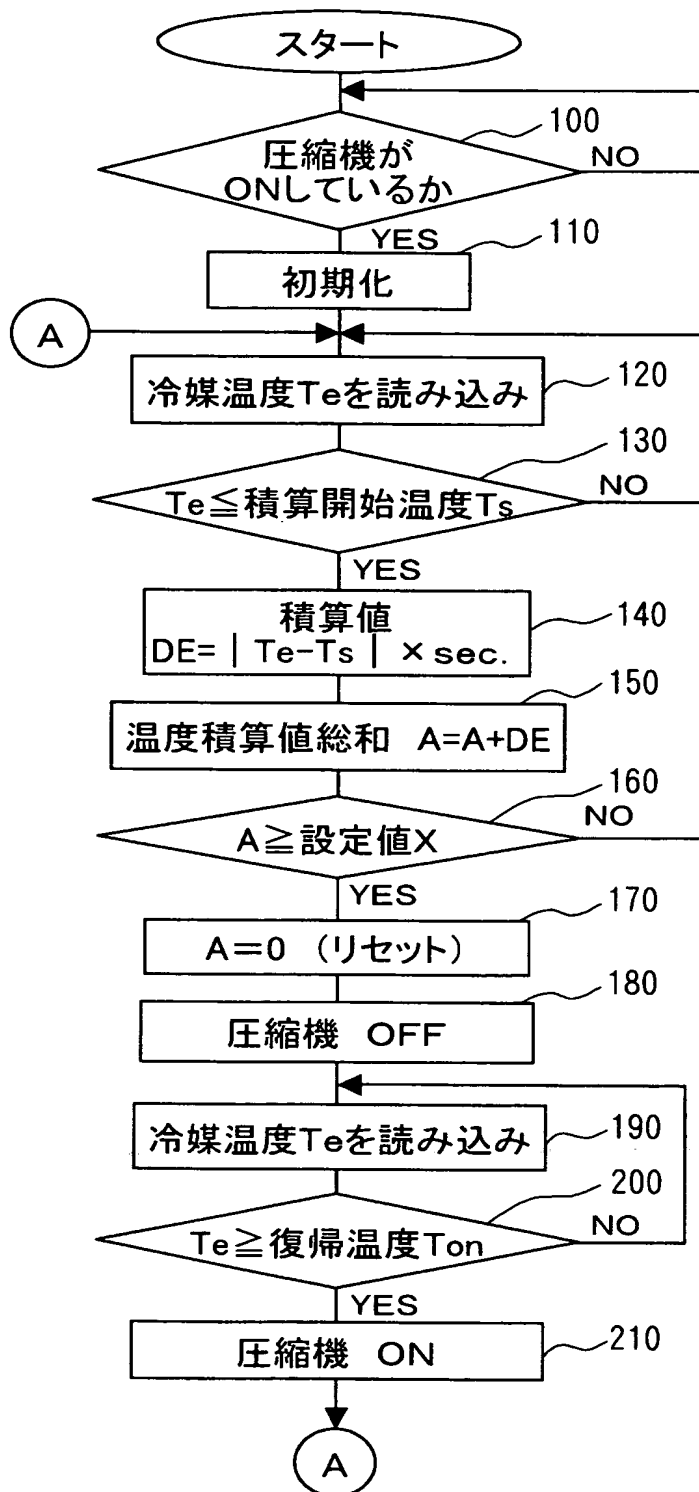 スタート
100
圧縮機が
ONしているか
NO
YES
110
初期化
A
120
冷媒温度Teを読み込み
130
Te≦積算開始温度Ts
NO
YES
140
積算値
DE=｜Te-Ts｜×sec.
150
温度積算値総和 A=A+DE
160
A≧設定値X
NO
YES
170
A=0 (リセット)
180
圧縮機 OFF
冷媒温度Teを読み込み
190
200
Te≧復帰温度Ton
NO
YES
圧縮機 ON
210
A